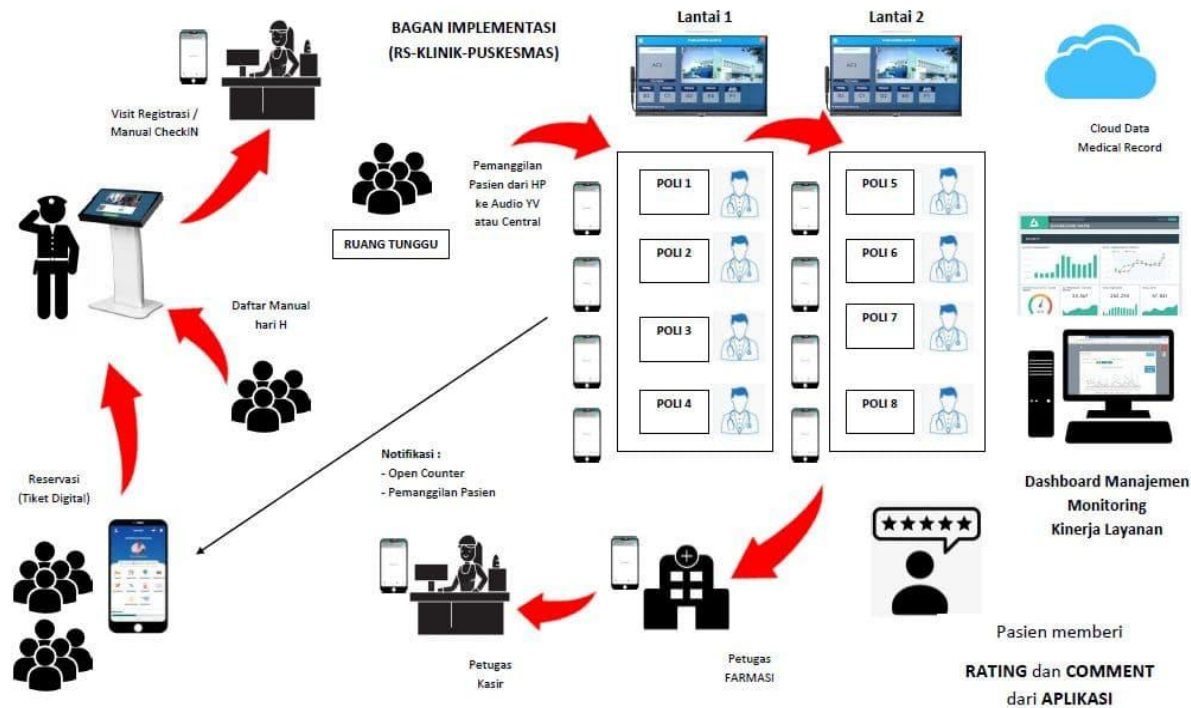 BAGAN IMPLEMENTASI
(RS-KLINIK-PUSKESMAS)
Lantai 1
Lantai 2
Visit Registrasi /
Manual CheckIN
Cloud Data
Medical Record
Pemanggilan
Pasien dari HP
ke Audio YV
atau Central
RUANG TUNGGU
POLI 1
POLI 2
POLI 3
POLI 4
POLI 5
POLI 6
POLI 7
POLI 8
Daftar Manual
hari H
Notifikasi :
- Open Counter
- Pemanggilan Pasien
Reservasi
(Tiket Digital)
Dashboard Manajemen
Monitoring
Kinerja Layanan
Petugas
Kasir
Petugas
FARMASI
Pasien memberi
RATING dan COMMENT
dari APLIKASI